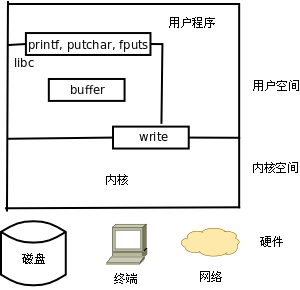 用户程序
printf, putchar, fputs
libc
buffer
用户空间
write
内核空间
内核
磁盘
终端
网络
硬件